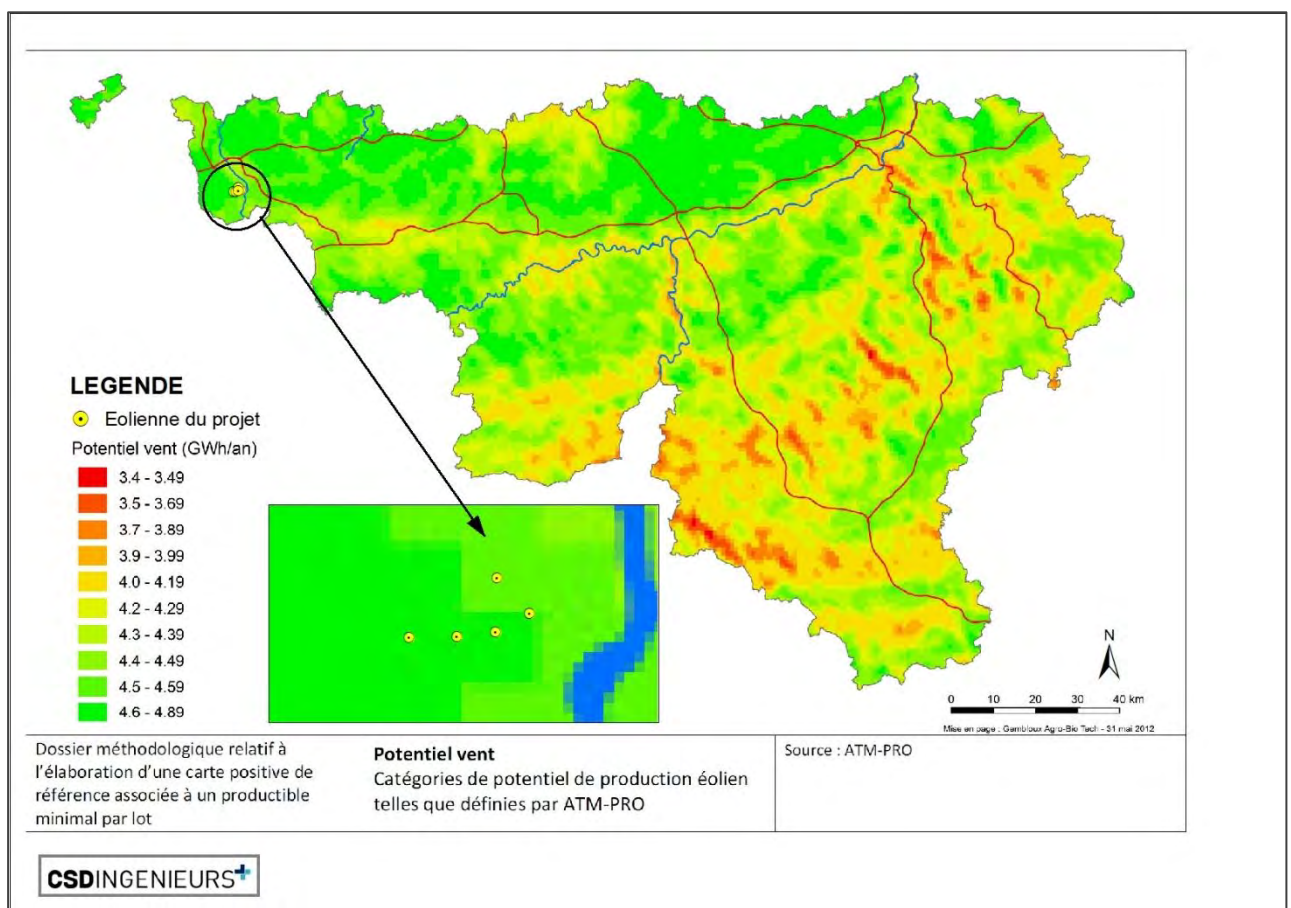 LEGENDE
Eolienne du projet
Potentiel vent (GWh/an)
3.4 - 3.49
3.5 - 3.69
3.7 - 3.89
3.9 - 3.99
4.0 - 4.19
4.2 - 4.29
4.3 - 4.39
4.4 - 4.49
4.5 - 4.59
4.6 - 4.89
N
0 10 20 30 40 km
Mise en page : Gembloux Agro-Bio Tech - 31 mai 2012
Dossier méthodologique relatif à
l'élaboration d'une carte positive de
référence associée à un productible
minimal par lot
Potentiel vent
Catégories de potentiel de production éolien
telles que définies par ATM-PRO
Source : ATM-PRO
CSDINGENIEURS+